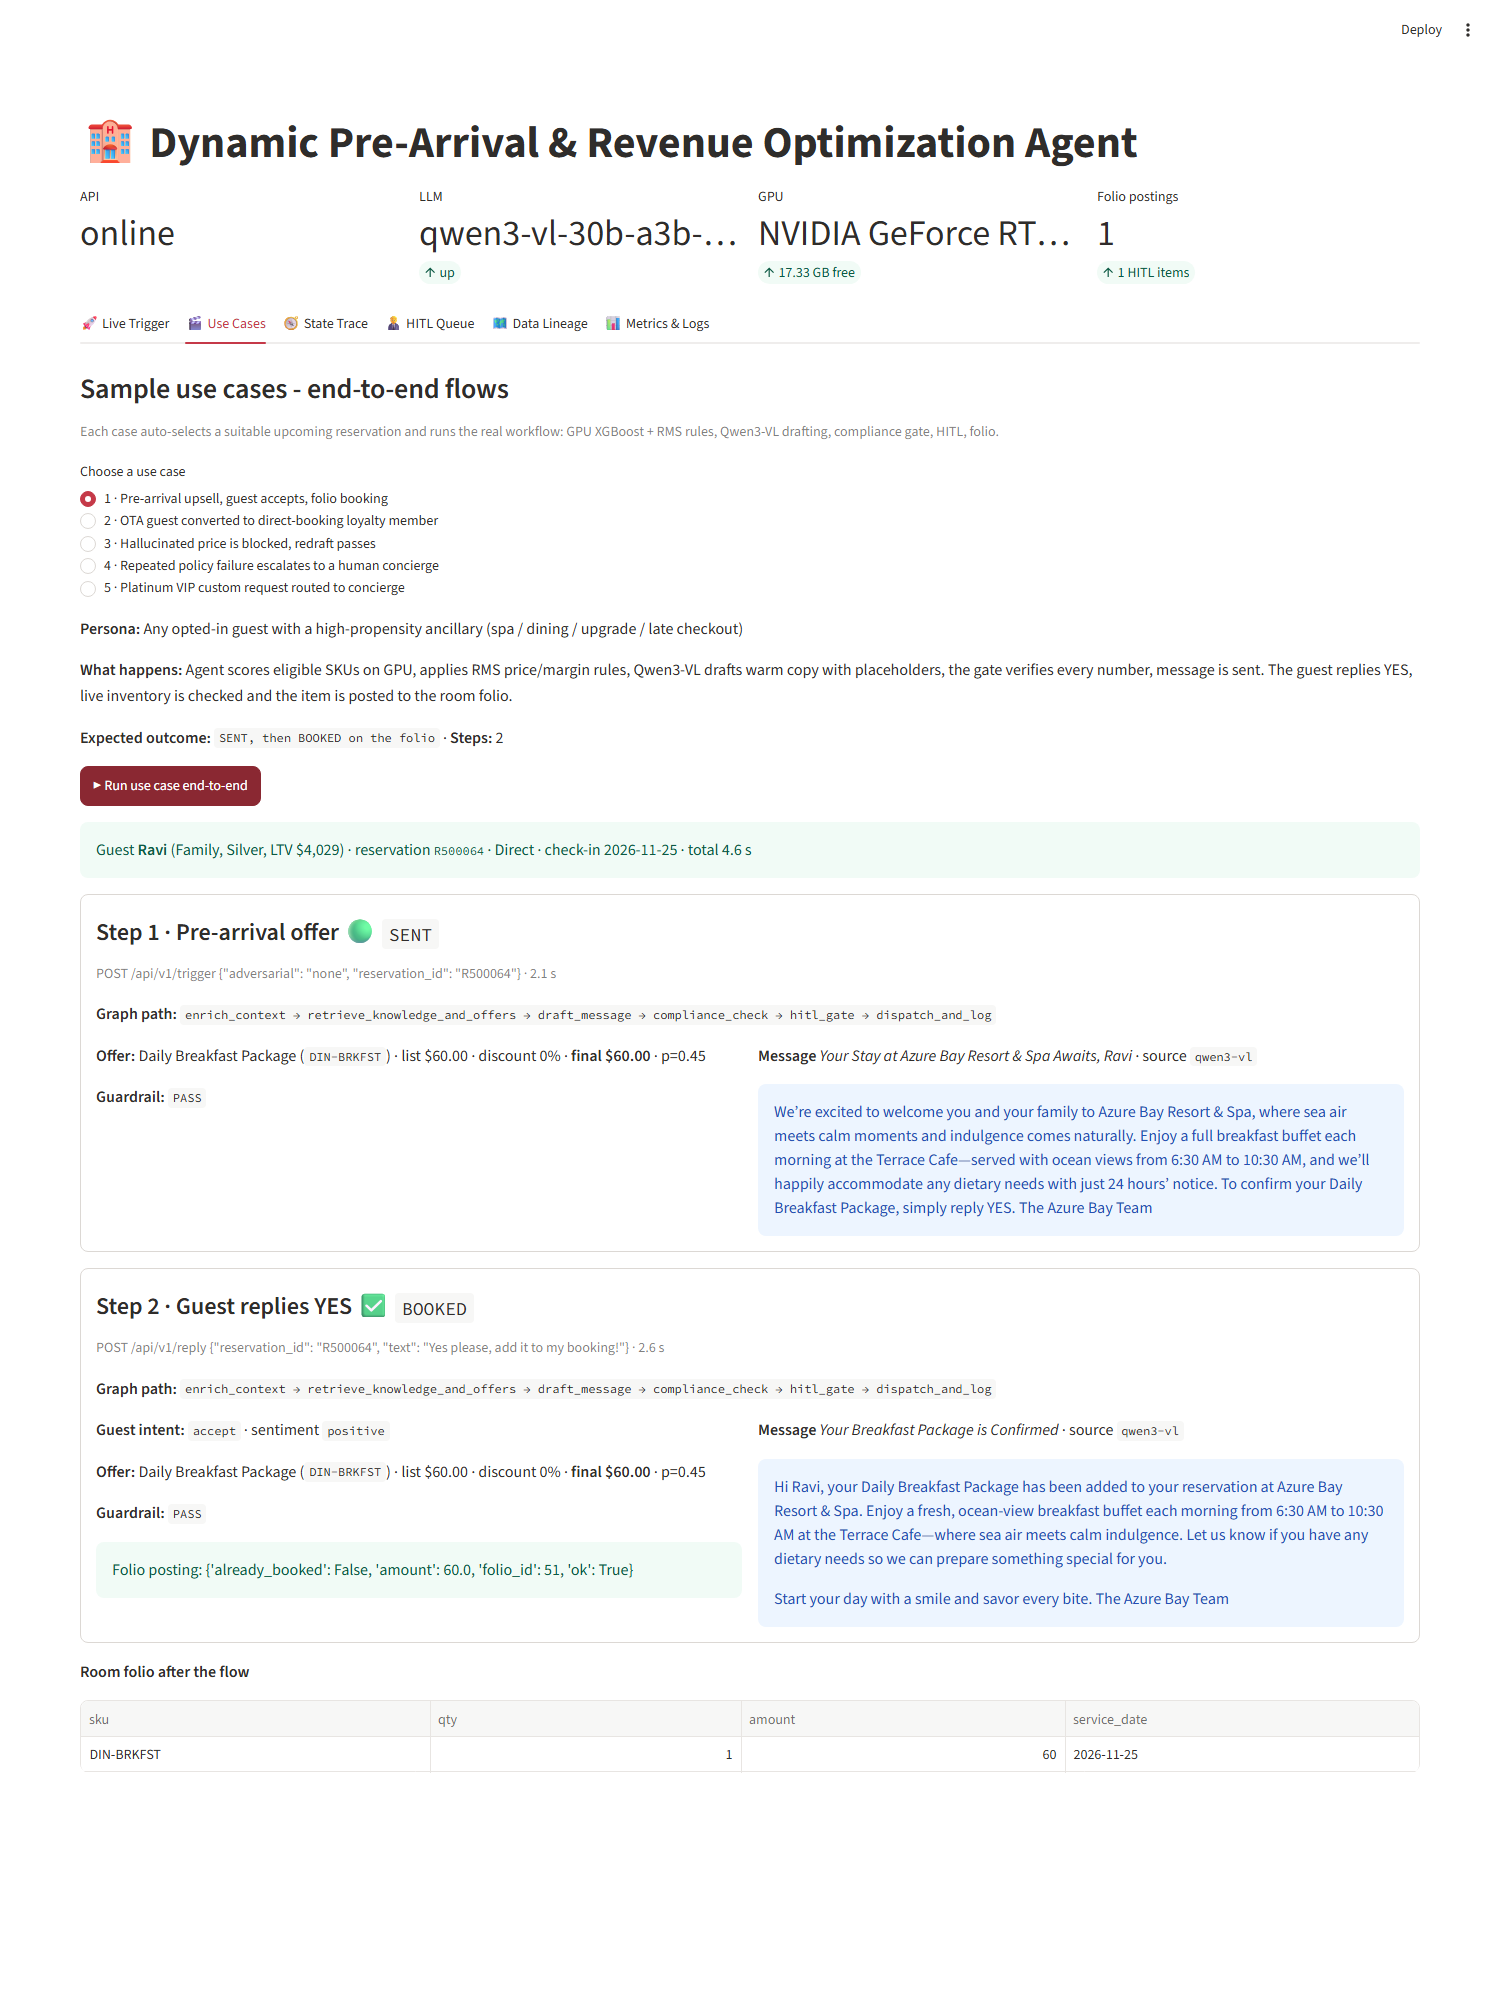 Deploy
Dynamic Pre-Arrival & Revenue Optimization Agent
API
online
LLM
qwen3-vl-30b-a3b-…
↑ up
GPU
NVIDIA GeForce RT…
↑ 17.33 GB free
Folio postings
1
↑ 1 HITL items
Live Trigger
Use Cases
State Trace
HITL Queue
Data Lineage
Metrics & Logs
Sample use cases - end-to-end flows
Each case auto-selects a suitable upcoming reservation and runs the real workflow: GPU XGBoost + RMS rules, Qwen3-VL drafting, compliance gate, HITL, folio.
Choose a use case
1 · Pre-arrival upsell, guest accepts, folio booking
2 · OTA guest converted to direct-booking loyalty member
3 · Hallucinated price is blocked, redraft passes
4 · Repeated policy failure escalates to a human concierge
5 · Platinum VIP custom request routed to concierge
Persona: Any opted-in guest with a high-propensity ancillary (spa / dining / upgrade / late checkout)
What happens: Agent scores eligible SKUs on GPU, applies RMS price/margin rules, Qwen3-VL drafts warm copy with placeholders, the gate verifies every number, message is sent. The guest replies YES,
live inventory is checked and the item is posted to the room folio.
Expected outcome: SENT, then BOOKED on the folio · Steps: 2
▶ Run use case end-to-end
Guest Ravi (Family, Silver, LTV $4,029) · reservation R500064 · Direct · check-in 2026-11-25 · total 4.6 s
Step 1 · Pre-arrival offer SENT
POST /api/v1/trigger {"adversarial": "none", "reservation_id": "R500064"} · 2.1 s
Graph path: enrich_context → retrieve_knowledge_and_offers → draft_message → compliance_check → hitl_gate → dispatch_and_log
Offer: Daily Breakfast Package ( DIN-BRKFST ) · list $60.00 · discount 0% · final $60.00 · p=0.45
Guardrail: PASS
Message Your Stay at Azure Bay Resort & Spa Awaits, Ravi · source qwen3-vl
We’re excited to welcome you and your family to Azure Bay Resort & Spa, where sea air
meets calm moments and indulgence comes naturally. Enjoy a full breakfast buffet each
morning at the Terrace Cafe—served with ocean views from 6:30 AM to 10:30 AM, and we’ll
happily accommodate any dietary needs with just 24 hours’ notice. To confirm your Daily
Breakfast Package, simply reply YES. The Azure Bay Team
Step 2 · Guest replies YES BOOKED
POST /api/v1/reply {"reservation_id": "R500064", "text": "Yes please, add it to my booking!"} · 2.6 s
Graph path: enrich_context → retrieve_knowledge_and_offers → draft_message → compliance_check → hitl_gate → dispatch_and_log
Guest intent: accept · sentiment positive
Offer: Daily Breakfast Package ( DIN-BRKFST ) · list $60.00 · discount 0% · final $60.00 · p=0.45
Guardrail: PASS
Folio posting: {'already_booked': False, 'amount': 60.0, 'folio_id': 51, 'ok': True}
Message Your Breakfast Package is Confirmed · source qwen3-vl
Hi Ravi, your Daily Breakfast Package has been added to your reservation at Azure Bay
Resort & Spa. Enjoy a fresh, ocean-view breakfast buffet each morning from 6:30 AM to 10:30
AM at the Terrace Cafe—where sea air meets calm indulgence. Let us know if you have any
dietary needs so we can prepare something special for you.
Start your day with a smile and savor every bite. The Azure Bay Team
Room folio after the flow
sku qty amount service_date
DIN-BRKFST 1 60 2026-11-25